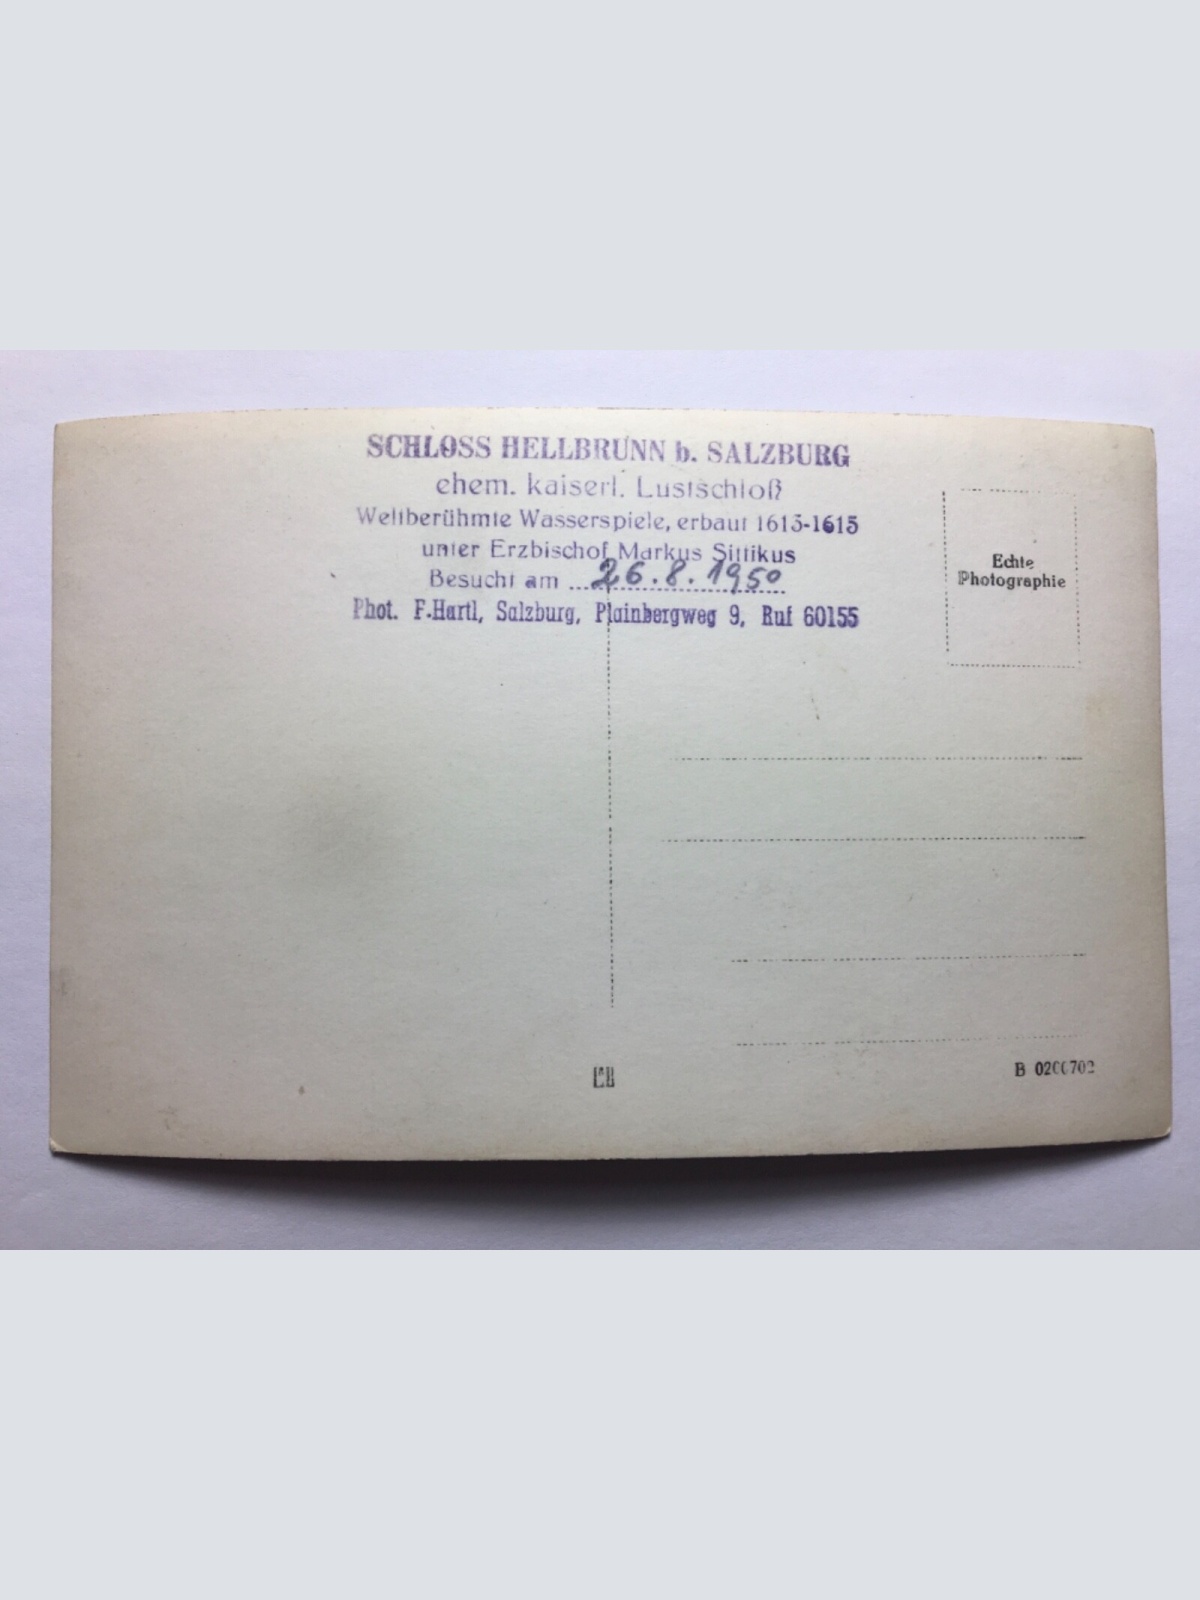 SCHLOSS HELLBRUNN b. SALZBURG
ehem. kaiserl. Lustschloß
Weltberühmte Wasserspiele, erbaut 1613-1615
unter Erzbischof Markus Sittikus
Besucht am 26.8.1950
Phot. F.Hartl, Salzburg, Plainbergweg 9, Ruf 60155
Echte
Photographie
B